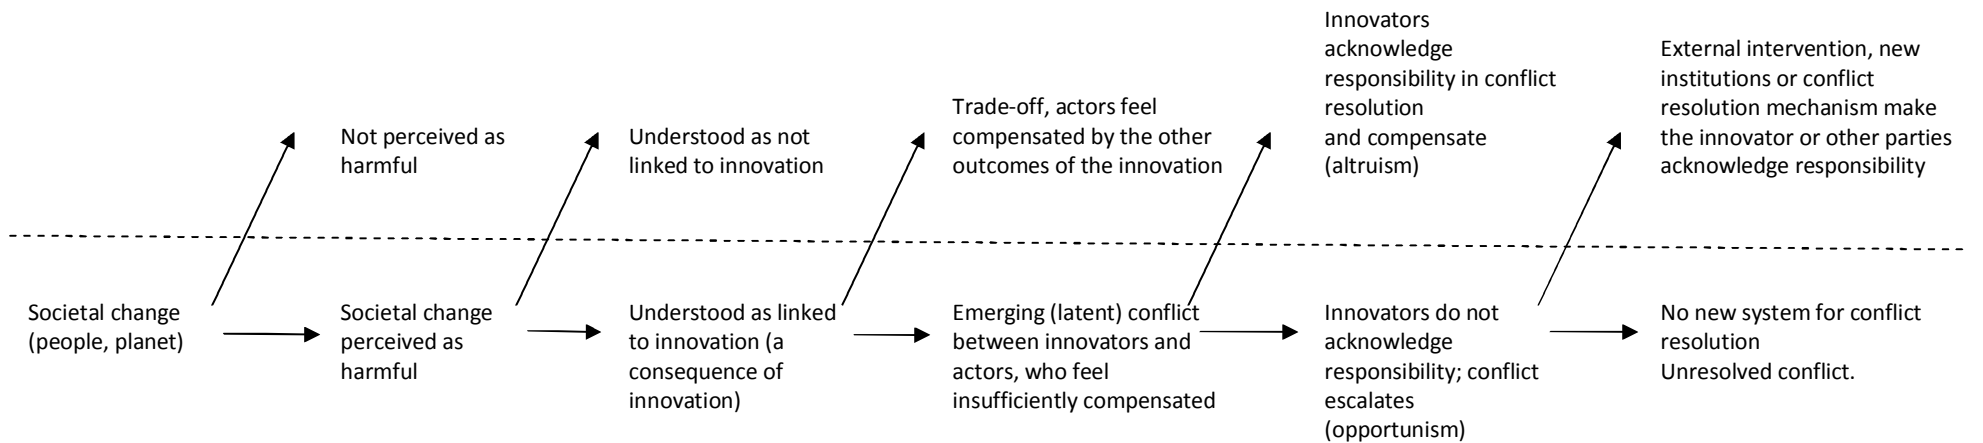 Not perceived as
harmful
Understood as not
linked to innovation
Trade-off, actors feel
compensated by the other
outcomes of the innovation
Innovators
acknowledge
responsibility in conflict
resolution
and compensate
(altruism)
External intervention, new
institutions or conflict
resolution mechanism make
the innovator or other parties
acknowledge responsibility
Societal change
(people, planet)
Societal change
perceived as
harmful
Understood as linked
to innovation (a
consequence of
innovation)
Emerging (latent) conflict
between innovators and
actors, who feel
insufficiently compensated
Innovators do not
acknowledge
responsibility; conflict
escalates
(opportunism)
No new system for conflict
resolution
Unresolved conflict.